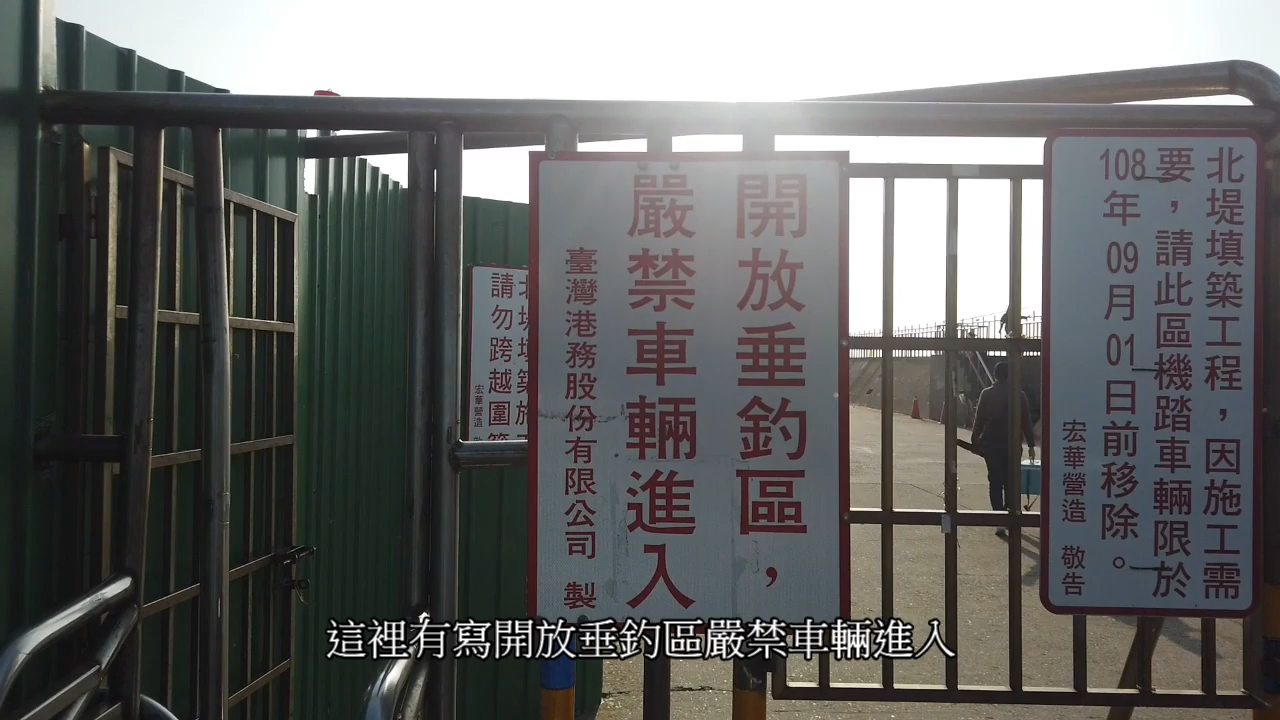 開放垂釣區，
嚴禁車輛進入
臺灣港務股份有限公司 製
北堤填築工程，因施工需
要，請此區機踏車輛限於
108年09月01日前移除。
宏華營造 敬告
請勿跨越圍
宏華營造
這裡有寫開放垂釣區嚴禁車輛進入